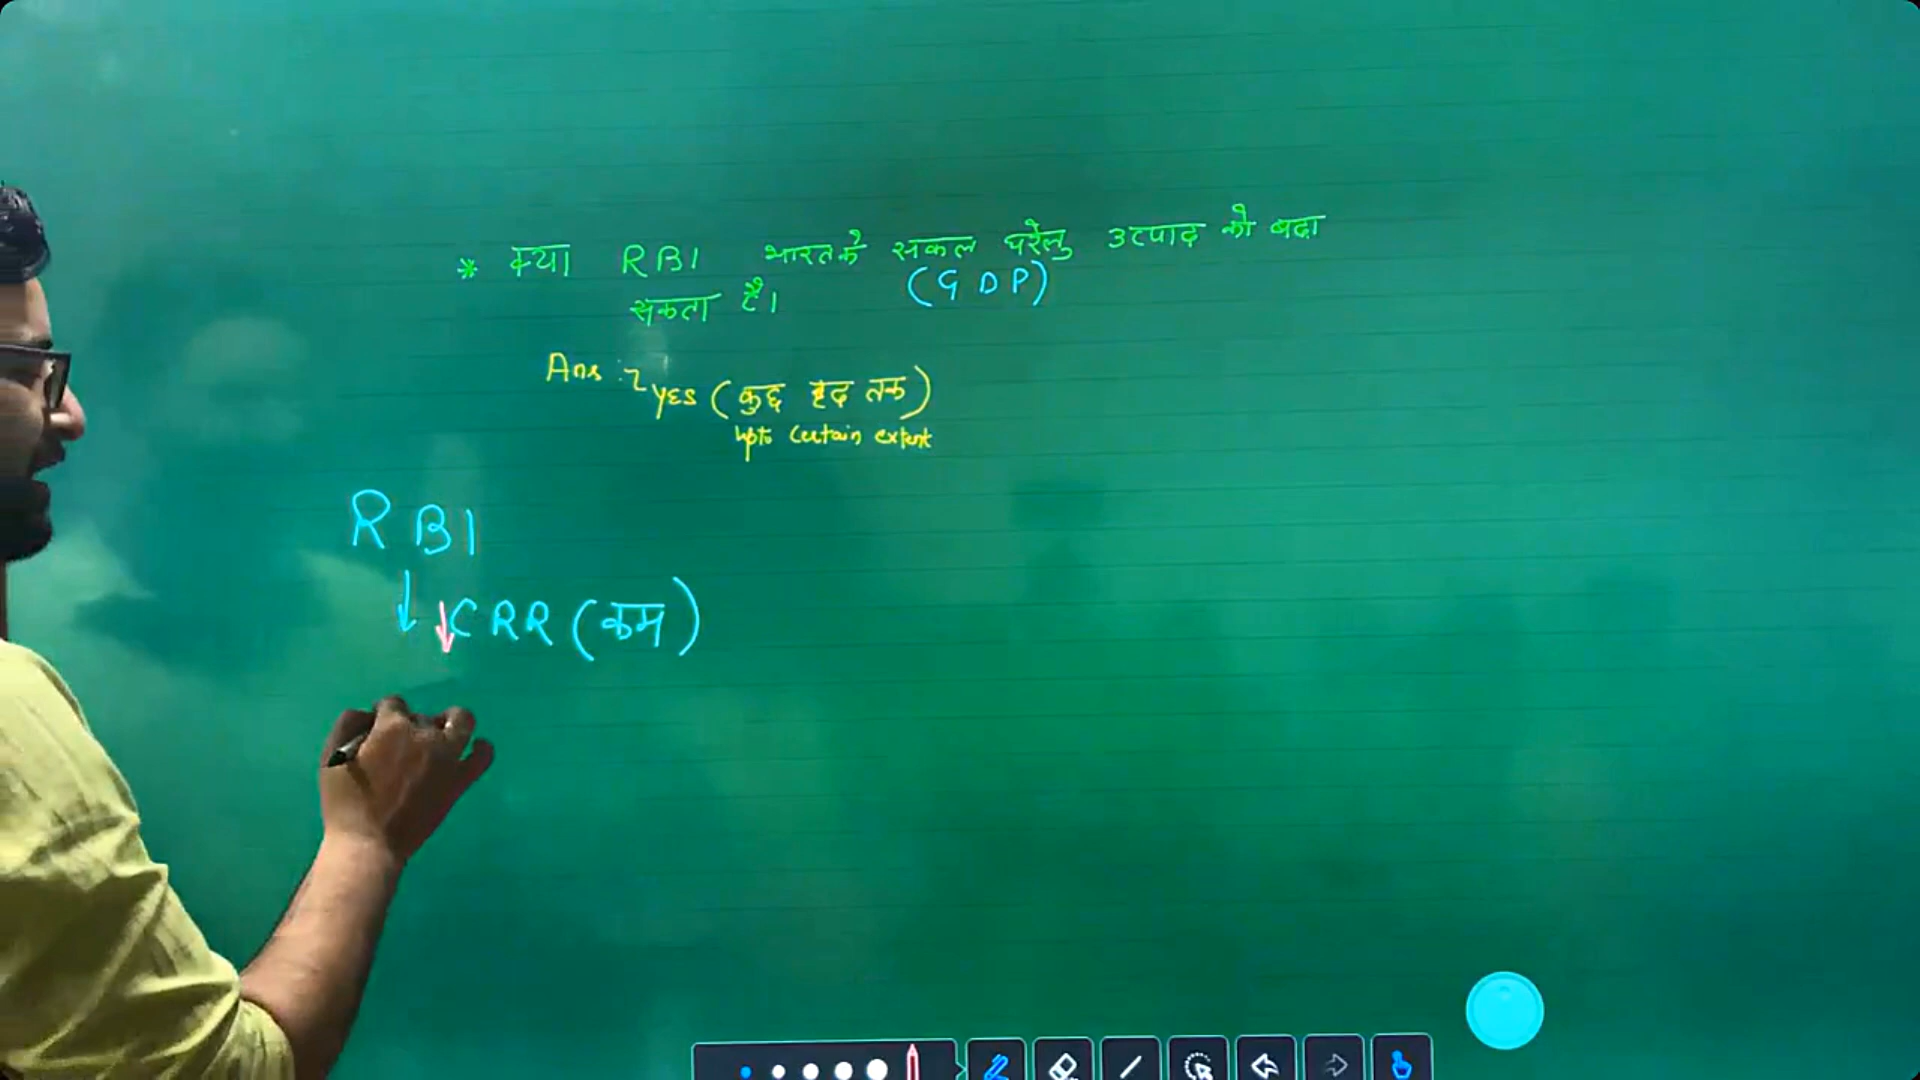 * क्या RBI भारत के सकल घरेलु उत्पाद को बढा
सकता है। (GDP)
Ans :- yes (कुछ हद तक)
upto certain extent
RBI
↓ ↓CRR (कम)